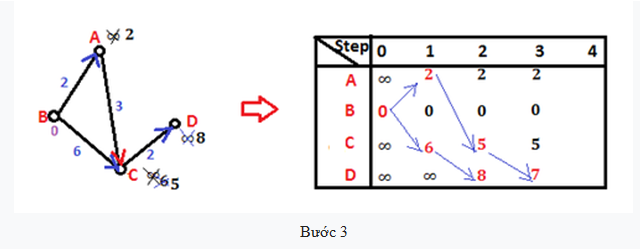 A ∞ 2
2
3
B
0
6
2
D
∞ 8
C ∞ 6 5
Step 0 1 2 3 4
A ∞ 2 2 2
B 0 0 0 0
C ∞ 6 5 5
D ∞ ∞ 8 7
Bước 3